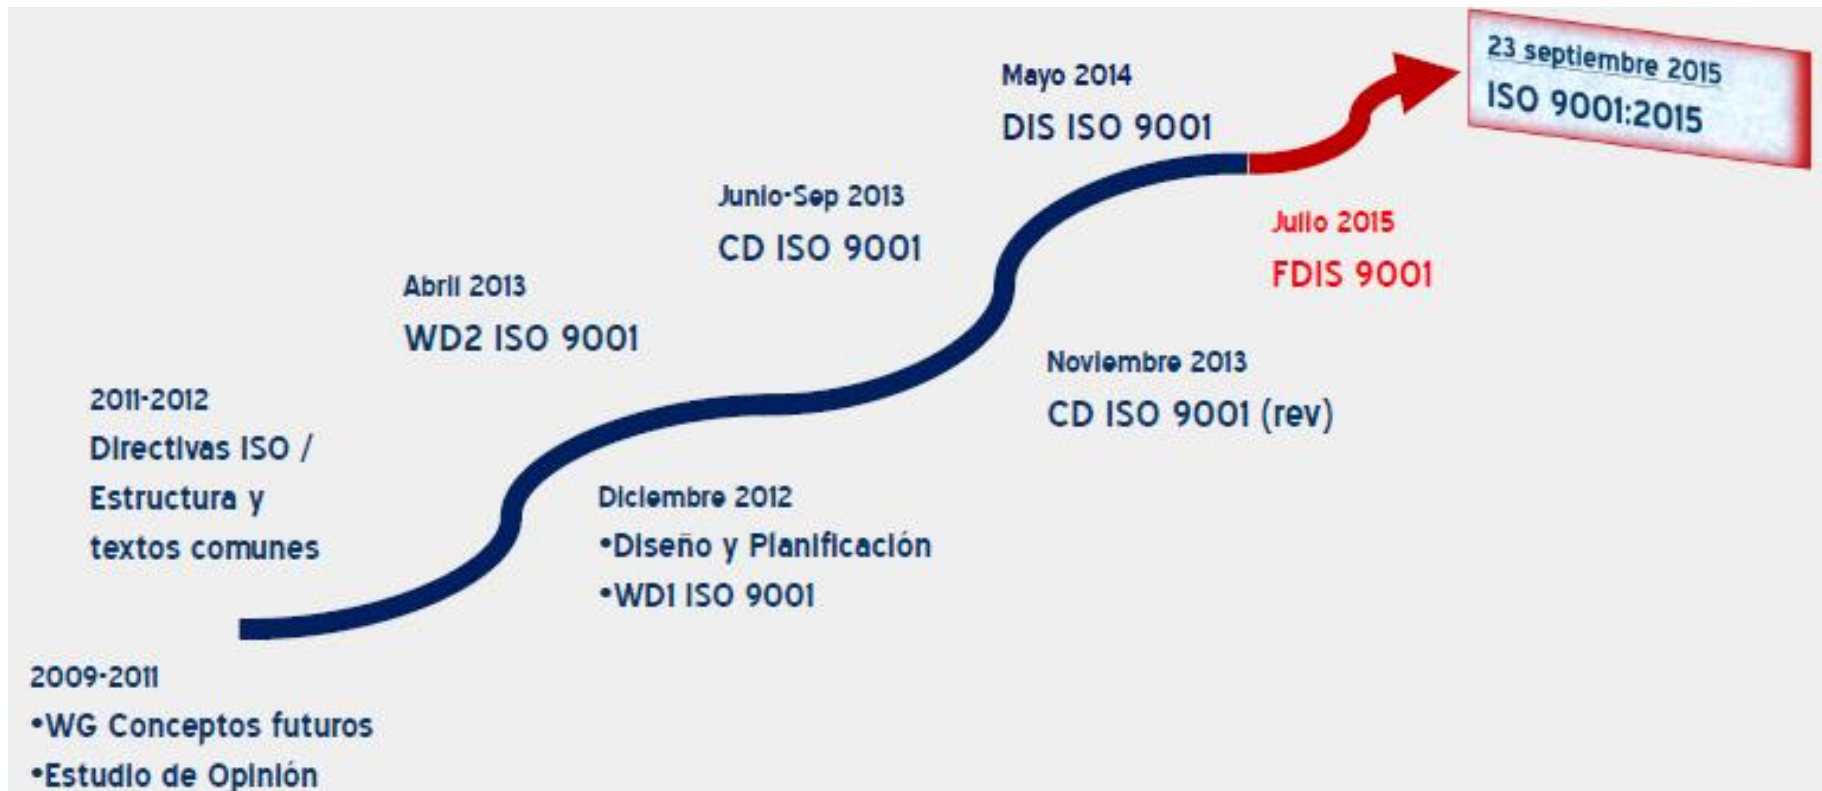 23 septiembre 2015
ISO 9001:2015
Mayo 2014
DIS ISO 9001
Julio 2015
FDIS 9001
Junio-Sep 2013
CD ISO 9001
Noviembre 2013
CD ISO 9001 (rev)
Abril 2013
WD2 ISO 9001
Diciembre 2012
•Diseño y Planificación
•WD1 ISO 9001
2011-2012
Directivas ISO /
Estructura y
textos comunes
2009-2011
•WG Conceptos futuros
•Estudio de Opinión